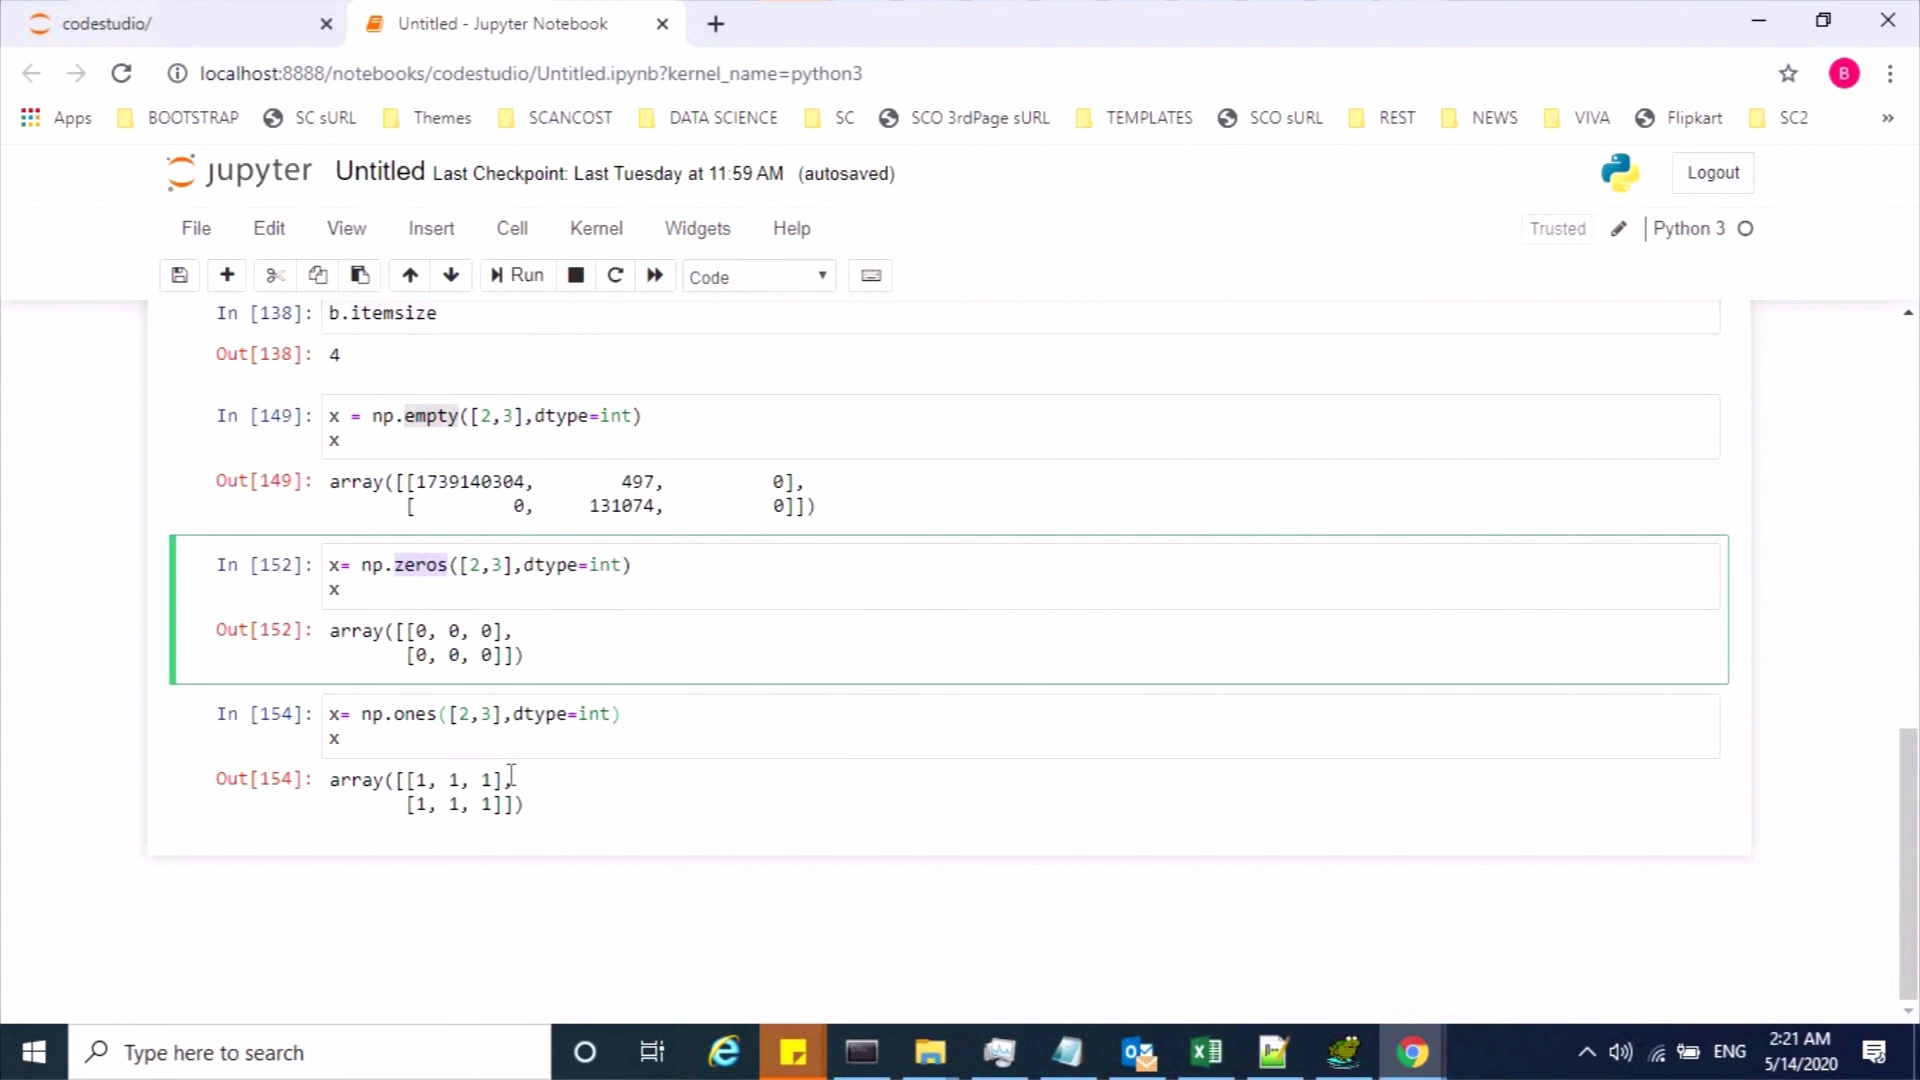 codestudio/
Untitled - Jupyter Notebook
localhost:8888/notebooks/codestudio/Untitled.ipynb?kernel_name=python3
B
Apps BOOTSTRAP SC sURL Themes SCANCOST DATA SCIENCE SC SCO 3rdPage sURL TEMPLATES SCO sURL REST NEWS VIVA Flipkart SC2 »
jupyter Untitled Last Checkpoint: Last Tuesday at 11:59 AM (autosaved)
Logout
File Edit View Insert Cell Kernel Widgets Help
Trusted
Python 3
Run
Code
In [138]: b.itemsize
Out[138]: 4
In [149]: x = np.empty([2,3],dtype=int)
x
Out[149]: array([[1739140304, 497, 0],
[ 0, 131074, 0]])
In [152]: x= np.zeros([2,3],dtype=int)
x
Out[152]: array([[0, 0, 0],
[0, 0, 0]])
In [154]: x= np.ones([2,3],dtype=int)
x
Out[154]: array([[1, 1, 1],
[1, 1, 1]])
Type here to search
ENG
2:21 AM
5/14/2020